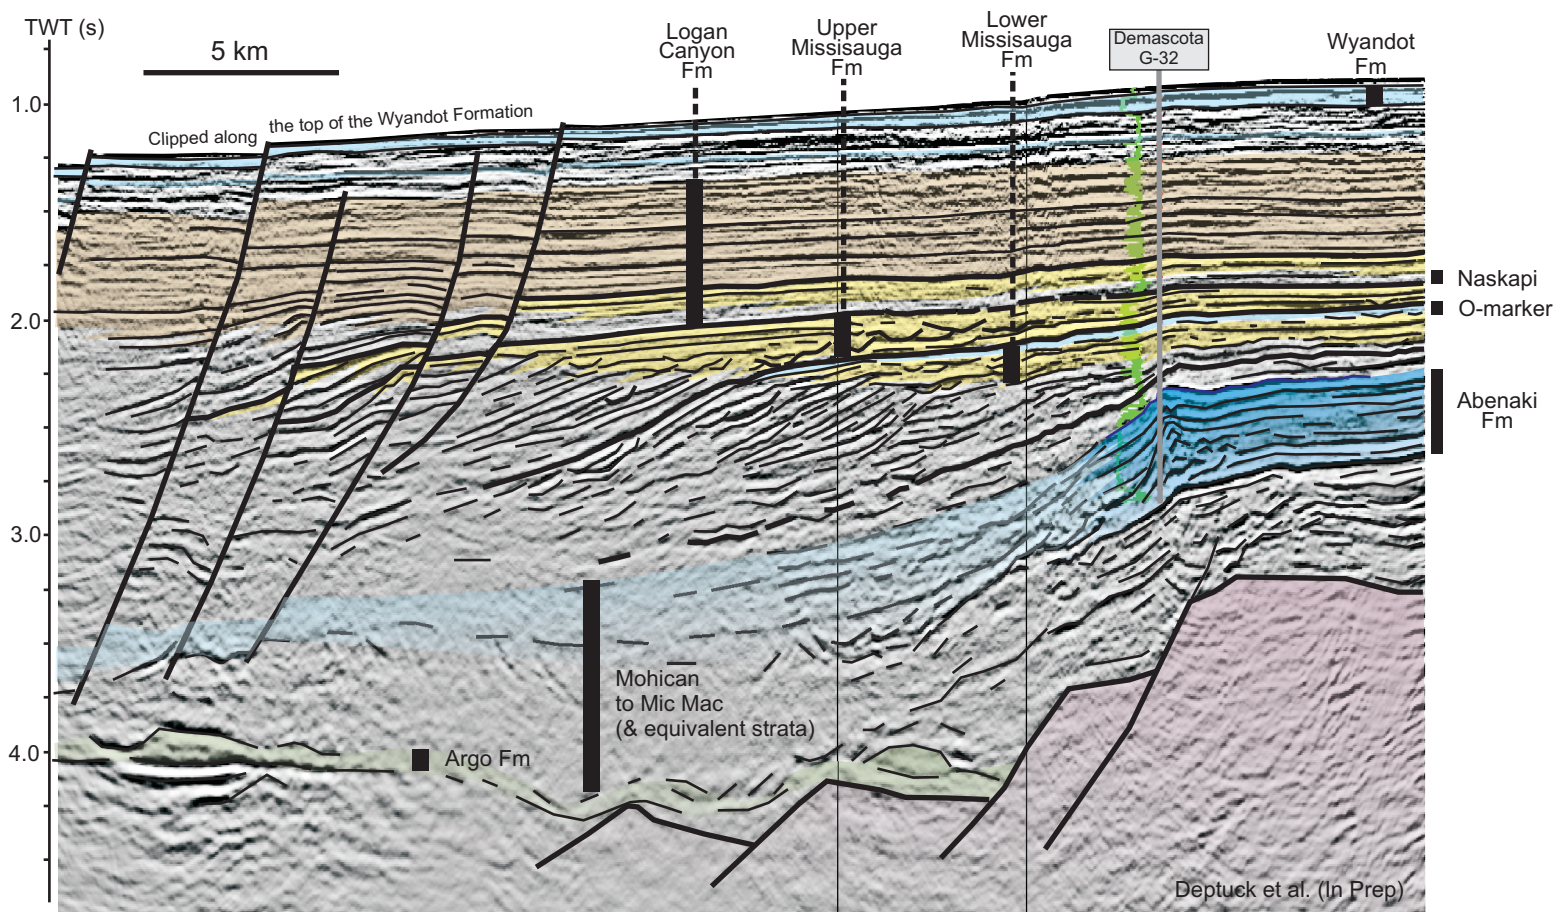 TWT (s)
5 km
Logan
Canyon
Fm
Upper
Missisauga
Fm
Lower
Missisauga
Fm
Demascota
G-32
Wyandot
Fm
1.0
Clipped along the top of the Wyandot Formation
Naskapi
2.0
O-marker
Abenaki
Fm
3.0
Mohican
to Mic Mac
(& equivalent strata)
4.0
Argo Fm
Deptuck et al. (In Prep)